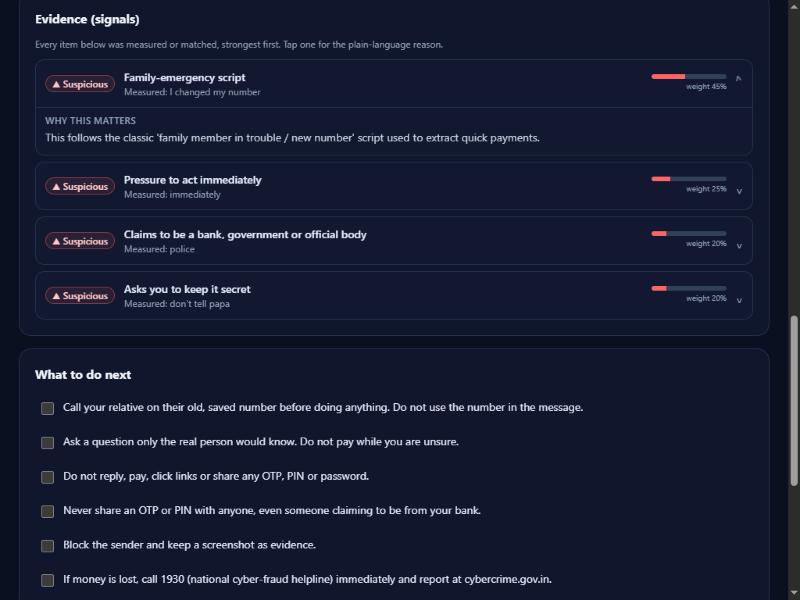 Evidence (signals)
Every item below was measured or matched, strongest first. Tap one for the plain-language reason.
▲ Suspicious
Family-emergency script
Measured: I changed my number
weight 45%
WHY THIS MATTERS
This follows the classic 'family member in trouble / new number' script used to extract quick payments.
▲ Suspicious
Pressure to act immediately
Measured: immediately
weight 25%
▲ Suspicious
Claims to be a bank, government or official body
Measured: police
weight 20%
▲ Suspicious
Asks you to keep it secret
Measured: don't tell papa
weight 20%
What to do next
Call your relative on their old, saved number before doing anything. Do not use the number in the message.
Ask a question only the real person would know. Do not pay while you are unsure.
Do not reply, pay, click links or share any OTP, PIN or password.
Never share an OTP or PIN with anyone, even someone claiming to be from your bank.
Block the sender and keep a screenshot as evidence.
If money is lost, call 1930 (national cyber-fraud helpline) immediately and report at cybercrime.gov.in.